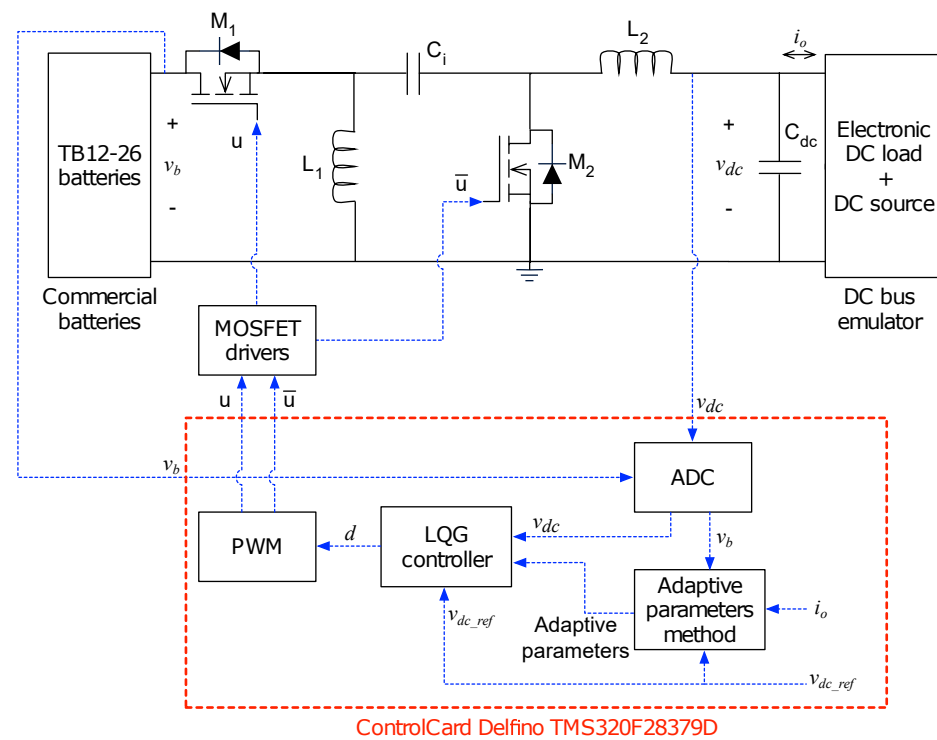 M1
Ci
L2
io
TB12-26
batteries
+
vb
-
u
L1
u̅
M2
+
vdc
-
Cdc
Electronic
DC load
+
DC source
Commercial
batteries
DC bus
emulator
MOSFET
drivers
u
u̅
vdc
vb
ADC
PWM
d
LQG
controller
vdc
vb
Adaptive
parameters
method
io
vdc_ref
Adaptive
parameters
vdc_ref
ControlCard Delfino TMS320F28379D